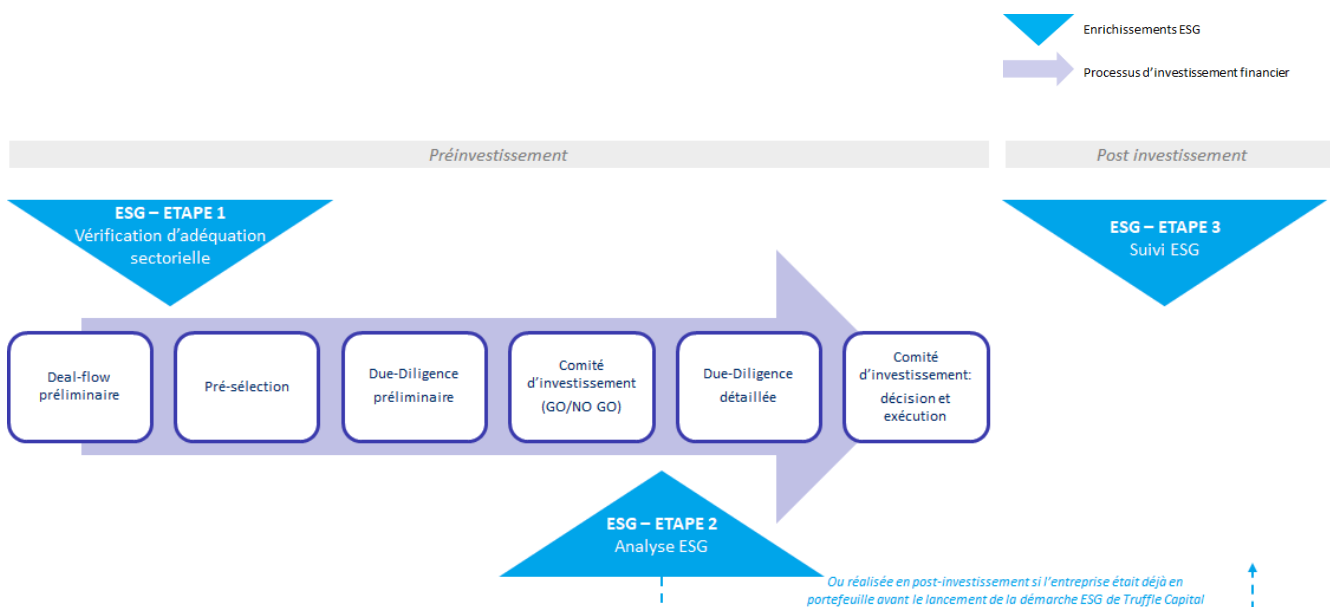 Enrichissements ESG
Processus d'investissement financier
Préinvestissement
Post investissement
ESG – ETAPE 1
Vérification d'adéquation
sectorielle
ESG – ETAPE 3
Suivi ESG
Deal-flow
préliminaire
Pré-sélection
Due-Diligence
préliminaire
Comité
d'investissement
(GO/NO GO)
Due-Diligence
détaillée
Comité
d'investissement:
décision et
exécution
ESG – ETAPE 2
Analyse ESG
Ou réalisée en post-investissement si l'entreprise était déjà en
portefeuille avant le lancement de la démarche ESG de Truffle Capital